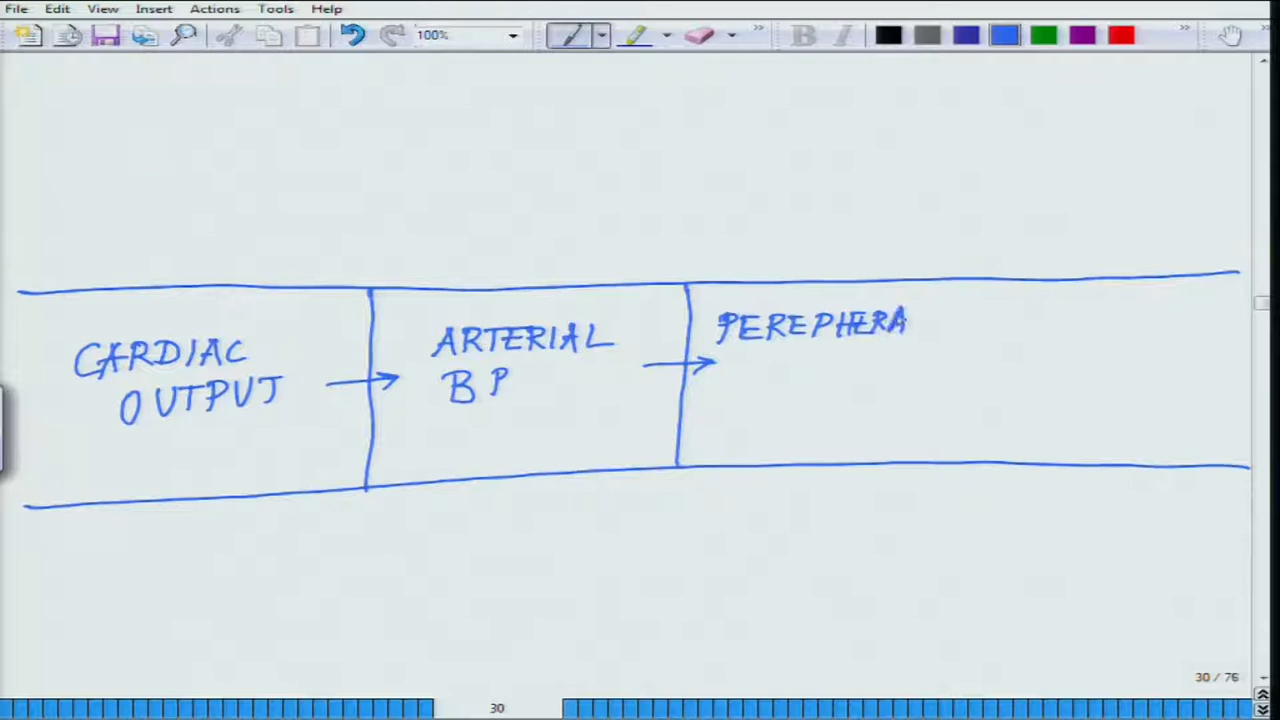 File Edit View Insert Actions Tools Help
100%
B I
CARDIAC
OUTPUT
ARTERIAL
BP
PEREPHERA
30 / 76
30